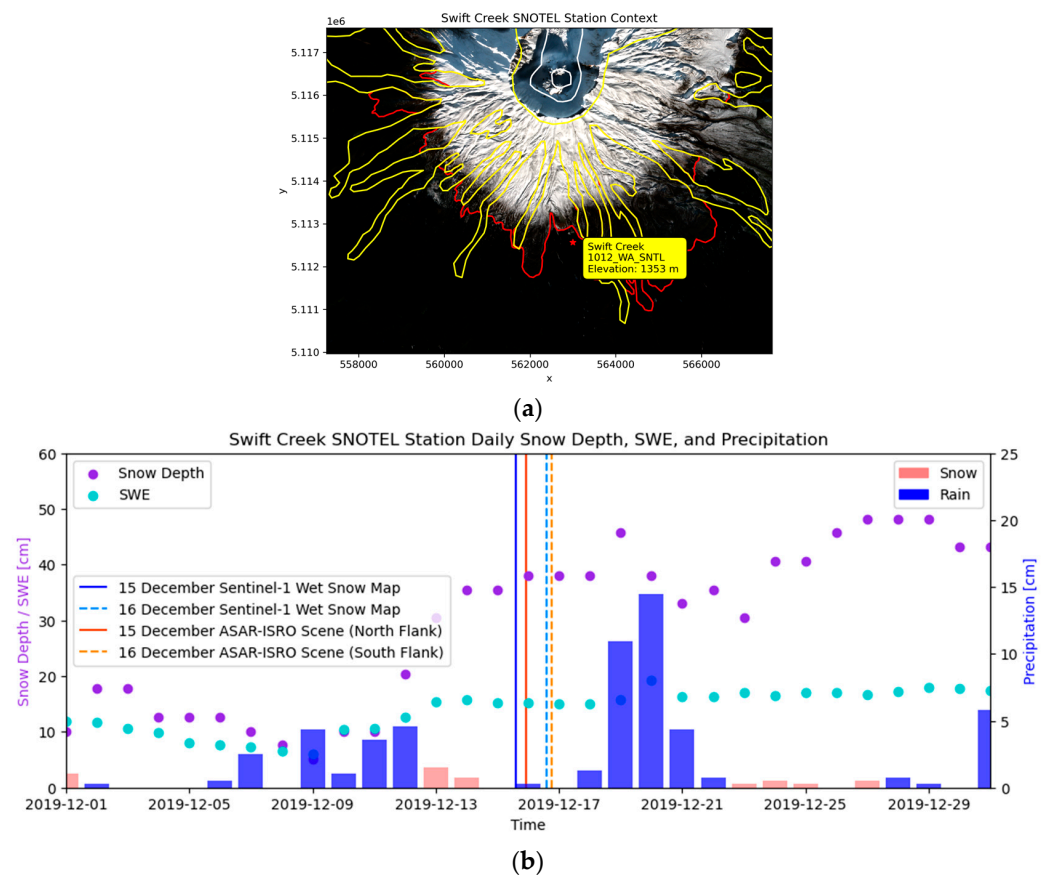 Swift Creek SNOTEL Station Context
1e6
5.117
5.116
5.115
5.114
5.113
5.112
5.111
5.110
y
Swift Creek
1012_WA_SNTL
Elevation: 1353 m
558000 560000 562000 564000 566000
x
(a)
Swift Creek SNOTEL Station Daily Snow Depth, SWE, and Precipitation
Snow Depth / SWE [cm]
60
50
40
30
20
10
0
Snow Depth
SWE
15 December Sentinel-1 Wet Snow Map
16 December Sentinel-1 Wet Snow Map
15 December ASAR-ISRO Scene (North Flank)
16 December ASAR-ISRO Scene (South Flank)
Snow
Rain
25
20
15
10
5
0
Precipitation [cm]
2019-12-01 2019-12-05 2019-12-09 2019-12-13 2019-12-17 2019-12-21 2019-12-25 2019-12-29
Time
(b)